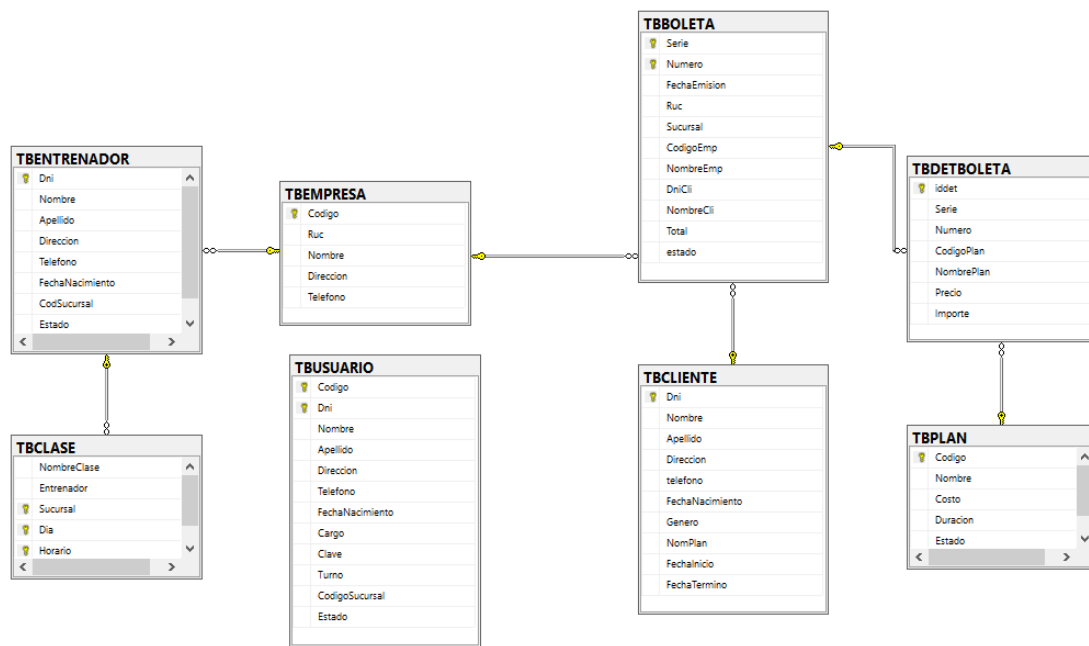 TBBOLETA
Serie
Numero
FechaEmision
Ruc
Sucursal
CodigoEmp
NombreEmp
DniCli
NombreCli
Total
estado
TBENTRENADOR
Dni
Nombre
Apellido
Direccion
Telefono
FechaNacimiento
CodSucursal
Estado
TBEMPRESA
Codigo
Ruc
Nombre
Direccion
Telefono
TBDETBOLETA
iddet
Serie
Numero
CodigoPlan
NombrePlan
Precio
Importe
TBUSUARIO
Codigo
Dni
Nombre
Apellido
Direccion
Telefono
FechaNacimiento
Cargo
Clave
Turno
CodigoSucursal
Estado
TBCLIENTE
Dni
Nombre
Apellido
Direccion
telefono
FechaNacimiento
Genero
NomPlan
FechaInicio
FechaTermino
TBCLASE
NombreClase
Entrenador
Sucursal
Dia
Horario
TBPLAN
Codigo
Nombre
Costo
Duracion
Estado